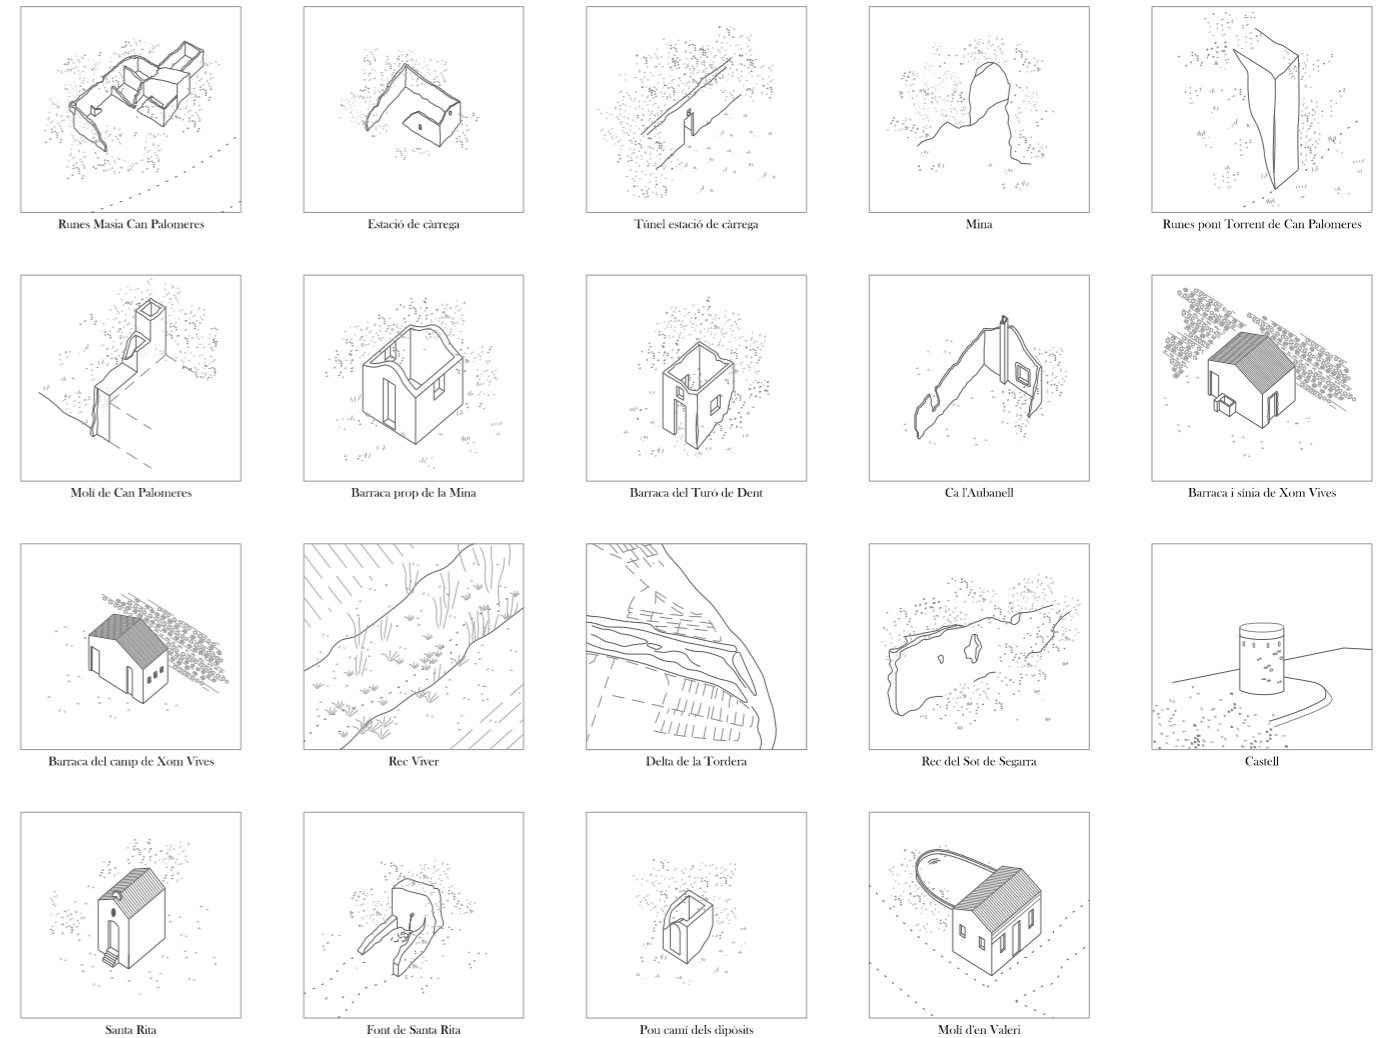 Runes Masia Can Palomeres
Estació de càrrega
Túnel estació de càrrega
Mina
Runes pont Torrent de Can Palomeres
Molí de Can Palomeres
Barraca prop de la Mina
Barraca del Turó de Dent
Ca l'Aubanell
Barraca i sínia de Xom Vives
Barraca del camp de Xom Vives
Rec Viver
Delta de la Tordera
Rec del Sot de Segarra
Castell
Santa Rita
Font de Santa Rita
Pou camí dels dipòsits
Molí d'en Valeri